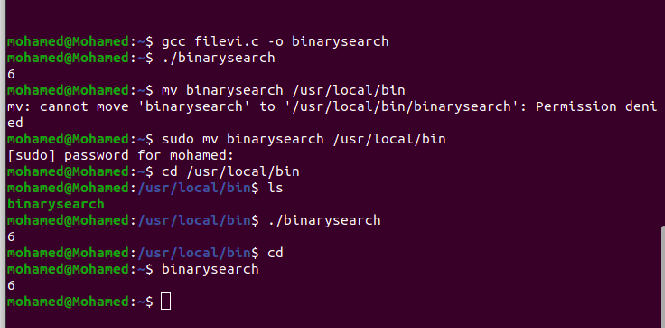 mohamed@Mohamed:~$ gcc filevi.c -o binarysearch
mohamed@Mohamed:~$ ./binarysearch
6
mohamed@Mohamed:~$ mv binarysearch /usr/local/bin
mv: cannot move 'binarysearch' to '/usr/local/bin/binarysearch': Permission deni
ed
mohamed@Mohamed:~$ sudo mv binarysearch /usr/local/bin
[sudo] password for mohamed:
mohamed@Mohamed:~$ cd /usr/local/bin
mohamed@Mohamed:/usr/local/bin$ ls
binarysearch
mohamed@Mohamed:/usr/local/bin$ ./binarysearch
6
mohamed@Mohamed:/usr/local/bin$ cd
mohamed@Mohamed:~$ binarysearch
6
mohamed@Mohamed:~$